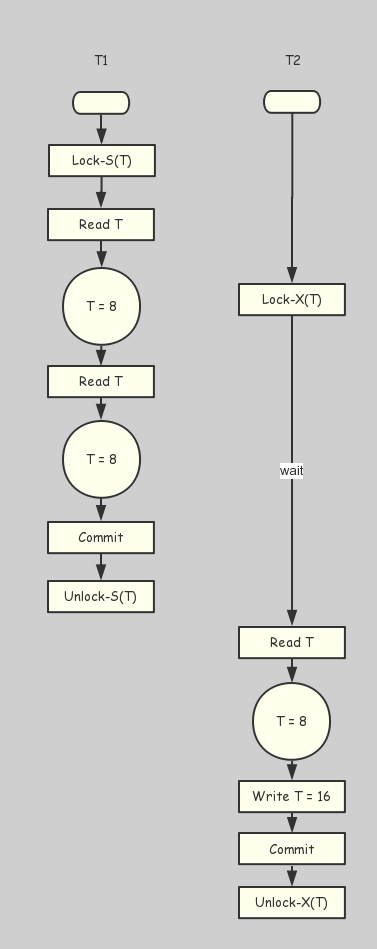 T1
T2
Lock-S(T)
Read T
T = 8
Lock-X(T)
Read T
T = 8
wait
Commit
Unlock-S(T)
Read T
T = 8
Write T = 16
Commit
Unlock-X(T)